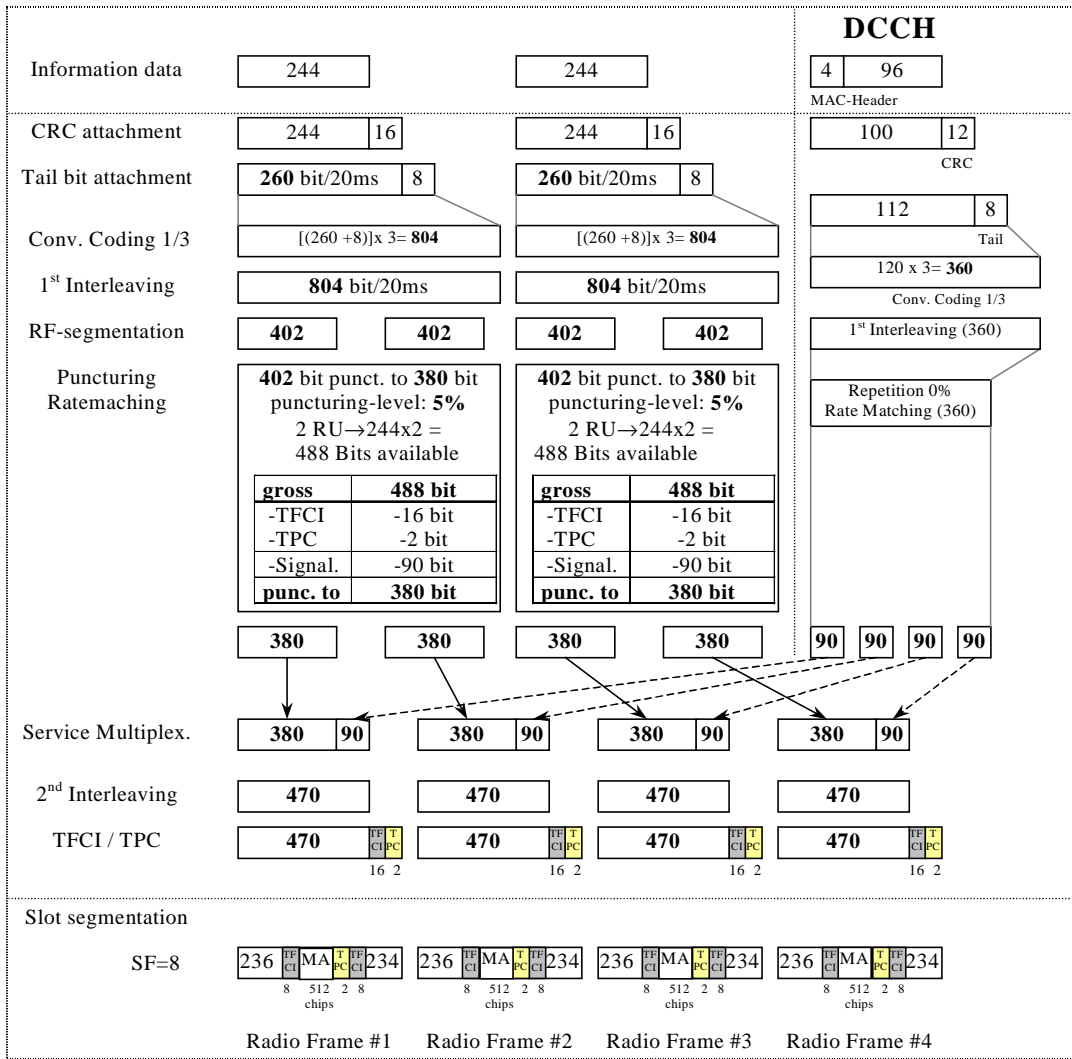 DCCH
Information data 244 244 4 96
MAC-Header
CRC attachment 244 16 244 16 100 12
CRC
Tail bit attachment 260 bit/20ms 8 260 bit/20ms 8
112 8
Tail
Conv. Coding 1/3 [(260 +8)]x 3= 804 [(260 +8)]x 3= 804
120 x 3= 360
Conv. Coding 1/3
1st Interleaving 804 bit/20ms 804 bit/20ms
RF-segmentation 402 402 402 402 1st Interleaving (360)
Puncturing
Ratemaching
402 bit punct. to 380 bit
puncturing-level: 5%
2 RU→244x2 =
488 Bits available
gross 488 bit
-TFCI -16 bit
-TPC -2 bit
-Signal. -90 bit
punc. to 380 bit
402 bit punct. to 380 bit
puncturing-level: 5%
2 RU→244x2 =
488 Bits available
gross 488 bit
-TFCI -16 bit
-TPC -2 bit
-Signal. -90 bit
punc. to 380 bit
Repetition 0%
Rate Matching (360)
380 380 380 380 90 90 90 90
Service Multiplex. 380 90 380 90 380 90 380 90
2nd Interleaving 470 470 470 470
TFCI / TPC 470 TF CI T PC 470 TF CI T PC 470 TF CI T PC 470 TF CI T PC
16 2 16 2 16 2 16 2
Slot segmentation
SF=8 236 TF CI MA T PC TF CI 234 236 TF CI MA T PC TF CI 234 236 TF CI MA T PC TF CI 234 236 TF CI MA T PC TF CI 234
8 512 2 8 8 512 2 8 8 512 2 8 8 512 2 8
chips chips chips chips
Radio Frame #1 Radio Frame #2 Radio Frame #3 Radio Frame #4